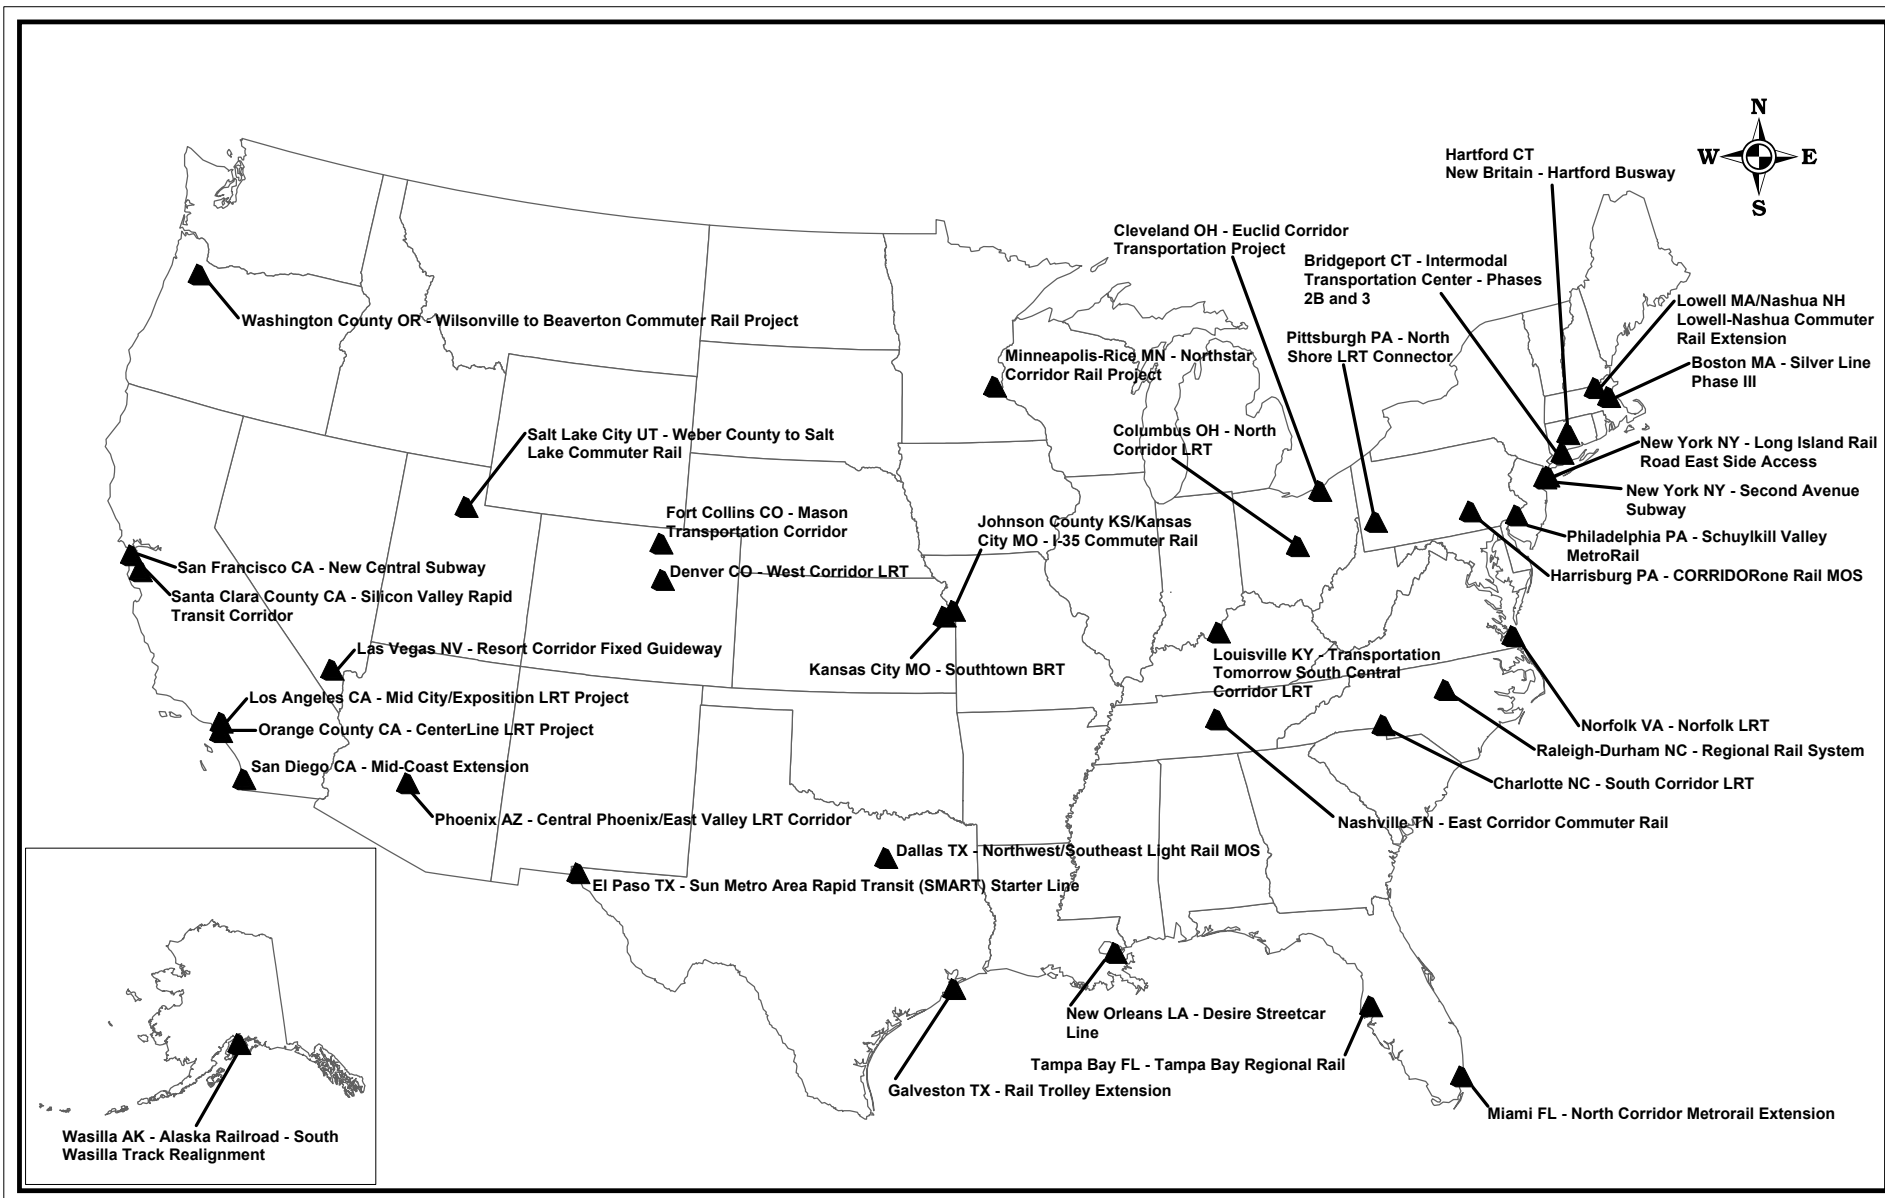 N
W E
S
Hartford CT
New Britain - Hartford Busway
Cleveland OH - Euclid Corridor
Transportation Project
Bridgeport CT - Intermodal
Transportation Center - Phases
2B and 3
Lowell MA/Nashua NH
Lowell-Nashua Commuter
Rail Extension
Washington County OR - Wilsonville to Beaverton Commuter Rail Project
Pittsburgh PA - North
Shore LRT Connector
Minneapolis-Rice MN - Northstar
Corridor Rail Project
Boston MA - Silver Line
Phase III
Salt Lake City UT - Weber County to Salt
Lake Commuter Rail
Columbus OH - North
Corridor LRT
New York NY - Long Island Rail
Road East Side Access
New York NY - Second Avenue
Subway
Fort Collins CO - Mason
Transportation Corridor
Johnson County KS/Kansas
City MO - I-35 Commuter Rail
Philadelphia PA - Schuylkill Valley
MetroRail
San Francisco CA - New Central Subway
Denver CO - West Corridor LRT
Harrisburg PA - CORRIDORone Rail MOS
Santa Clara County CA - Silicon Valley Rapid
Transit Corridor
Las Vegas NV - Resort Corridor Fixed Guideway
Kansas City MO - Southtown BRT
Louisville KY - Transportation
Tomorrow South Central
Corridor LRT
Los Angeles CA - Mid City/Exposition LRT Project
Orange County CA - CenterLine LRT Project
Norfolk VA - Norfolk LRT
Raleigh-Durham NC - Regional Rail System
San Diego CA - Mid-Coast Extension
Charlotte NC - South Corridor LRT
Phoenix AZ - Central Phoenix/East Valley LRT Corridor
Nashville TN - East Corridor Commuter Rail
Dallas TX - Northwest/Southeast Light Rail MOS
El Paso TX - Sun Metro Area Rapid Transit (SMART) Starter Line
New Orleans LA - Desire Streetcar
Line
Tampa Bay FL - Tampa Bay Regional Rail
Galveston TX - Rail Trolley Extension
Miami FL - North Corridor Metrorail Extension
Wasilla AK - Alaska Railroad - South
Wasilla Track Realignment